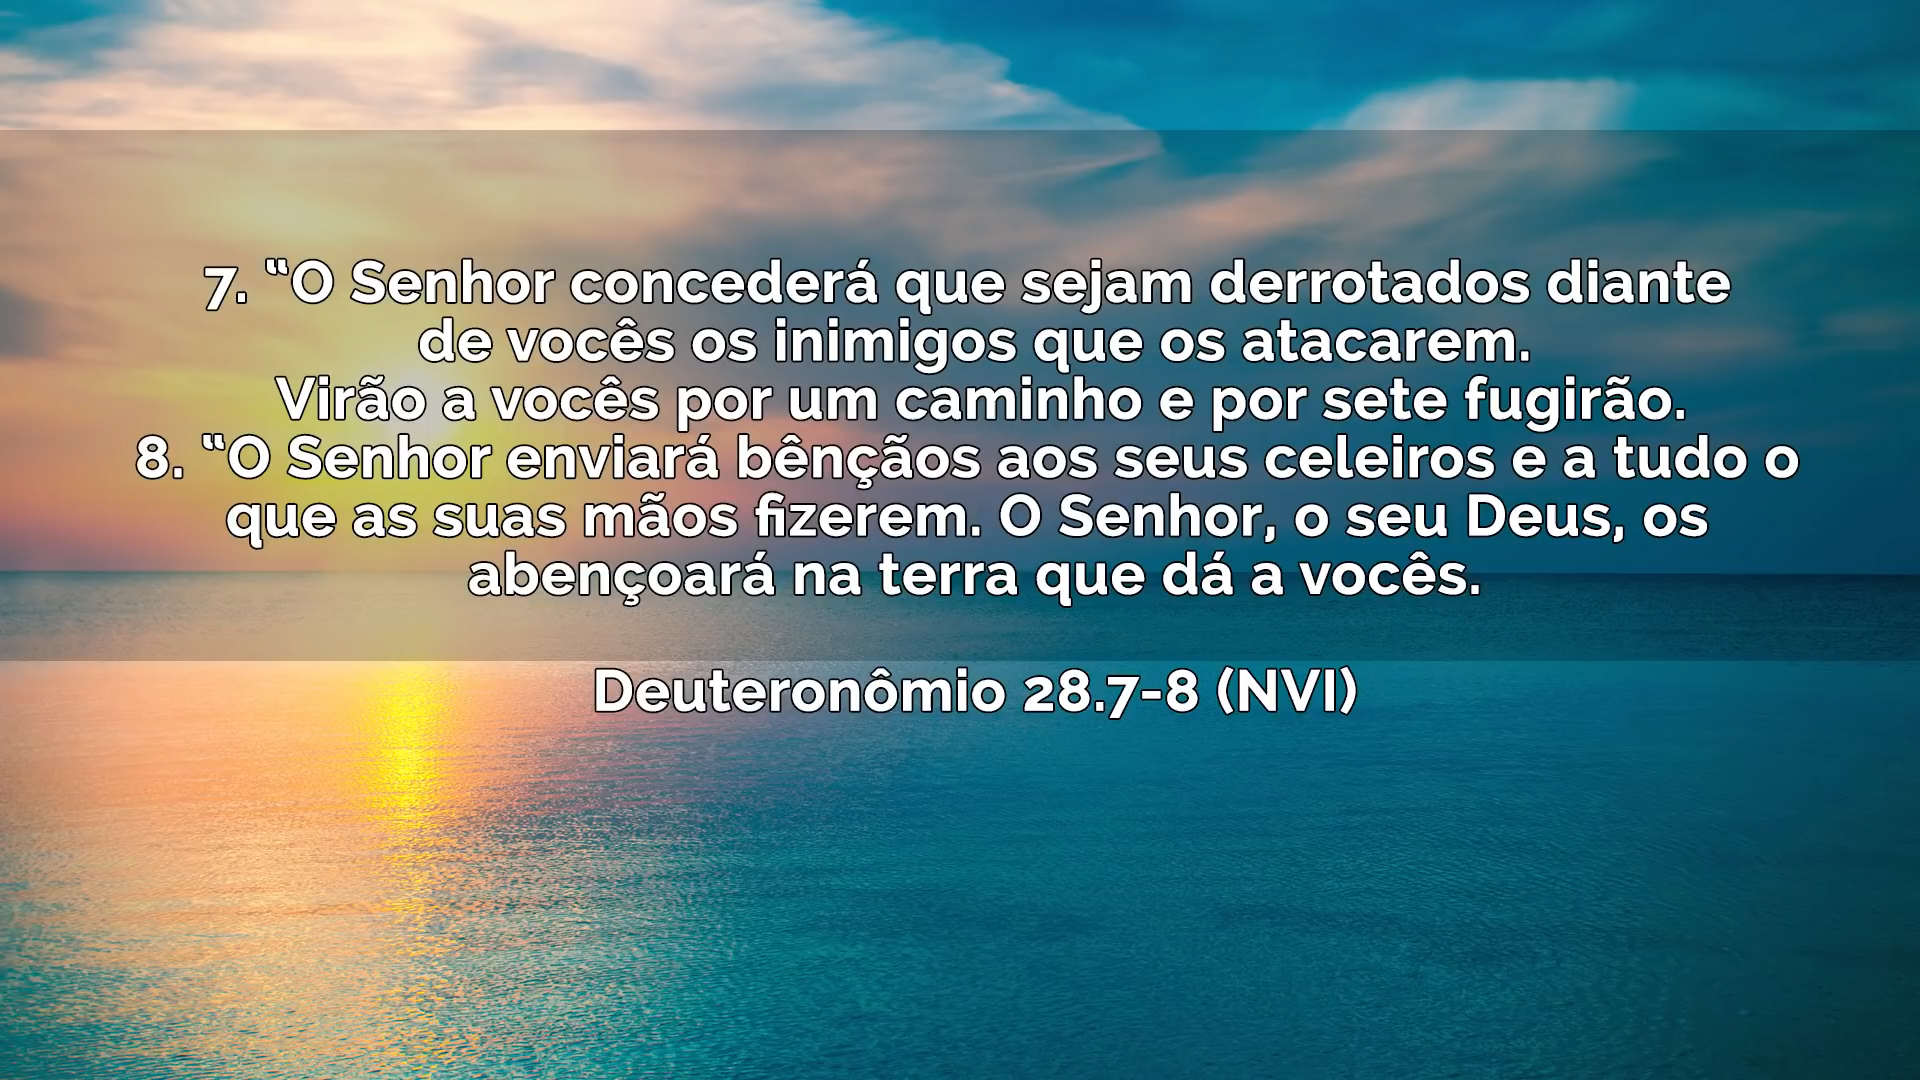 7. “O Senhor concederá que sejam derrotados diante
de vocês os inimigos que os atacarem.
Virão a vocês por um caminho e por sete fugirão.
8. “O Senhor enviará bênçãos aos seus celeiros e a tudo o
que as suas mãos fizerem. O Senhor, o seu Deus, os
abençoará na terra que dá a vocês.
Deuteronômio 28.7-8 (NVI)